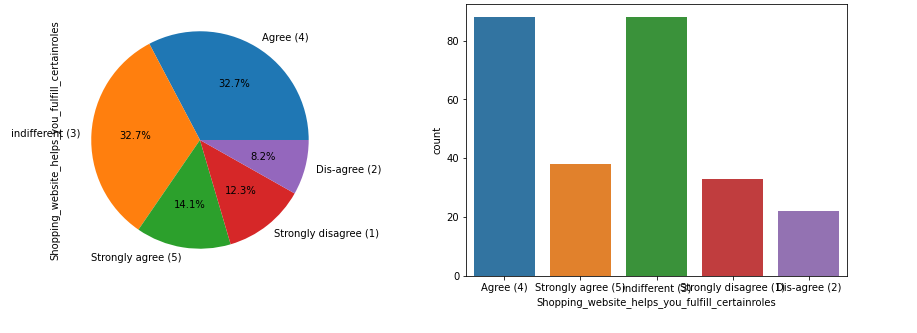 Shopping_website_helps_you_fulfill_certainroles
Agree (4)
32.7%
indifferent (3)
32.7%
Strongly agree (5)
14.1%
Strongly disagree (1)
12.3%
Dis-agree (2)
8.2%
count
80
60
40
20
0
Agree (4)
Strongly agree (5)
indifferent (3)
Strongly disagree (1)
Dis-agree (2)
Shopping_website_helps_you_fulfill_certainroles